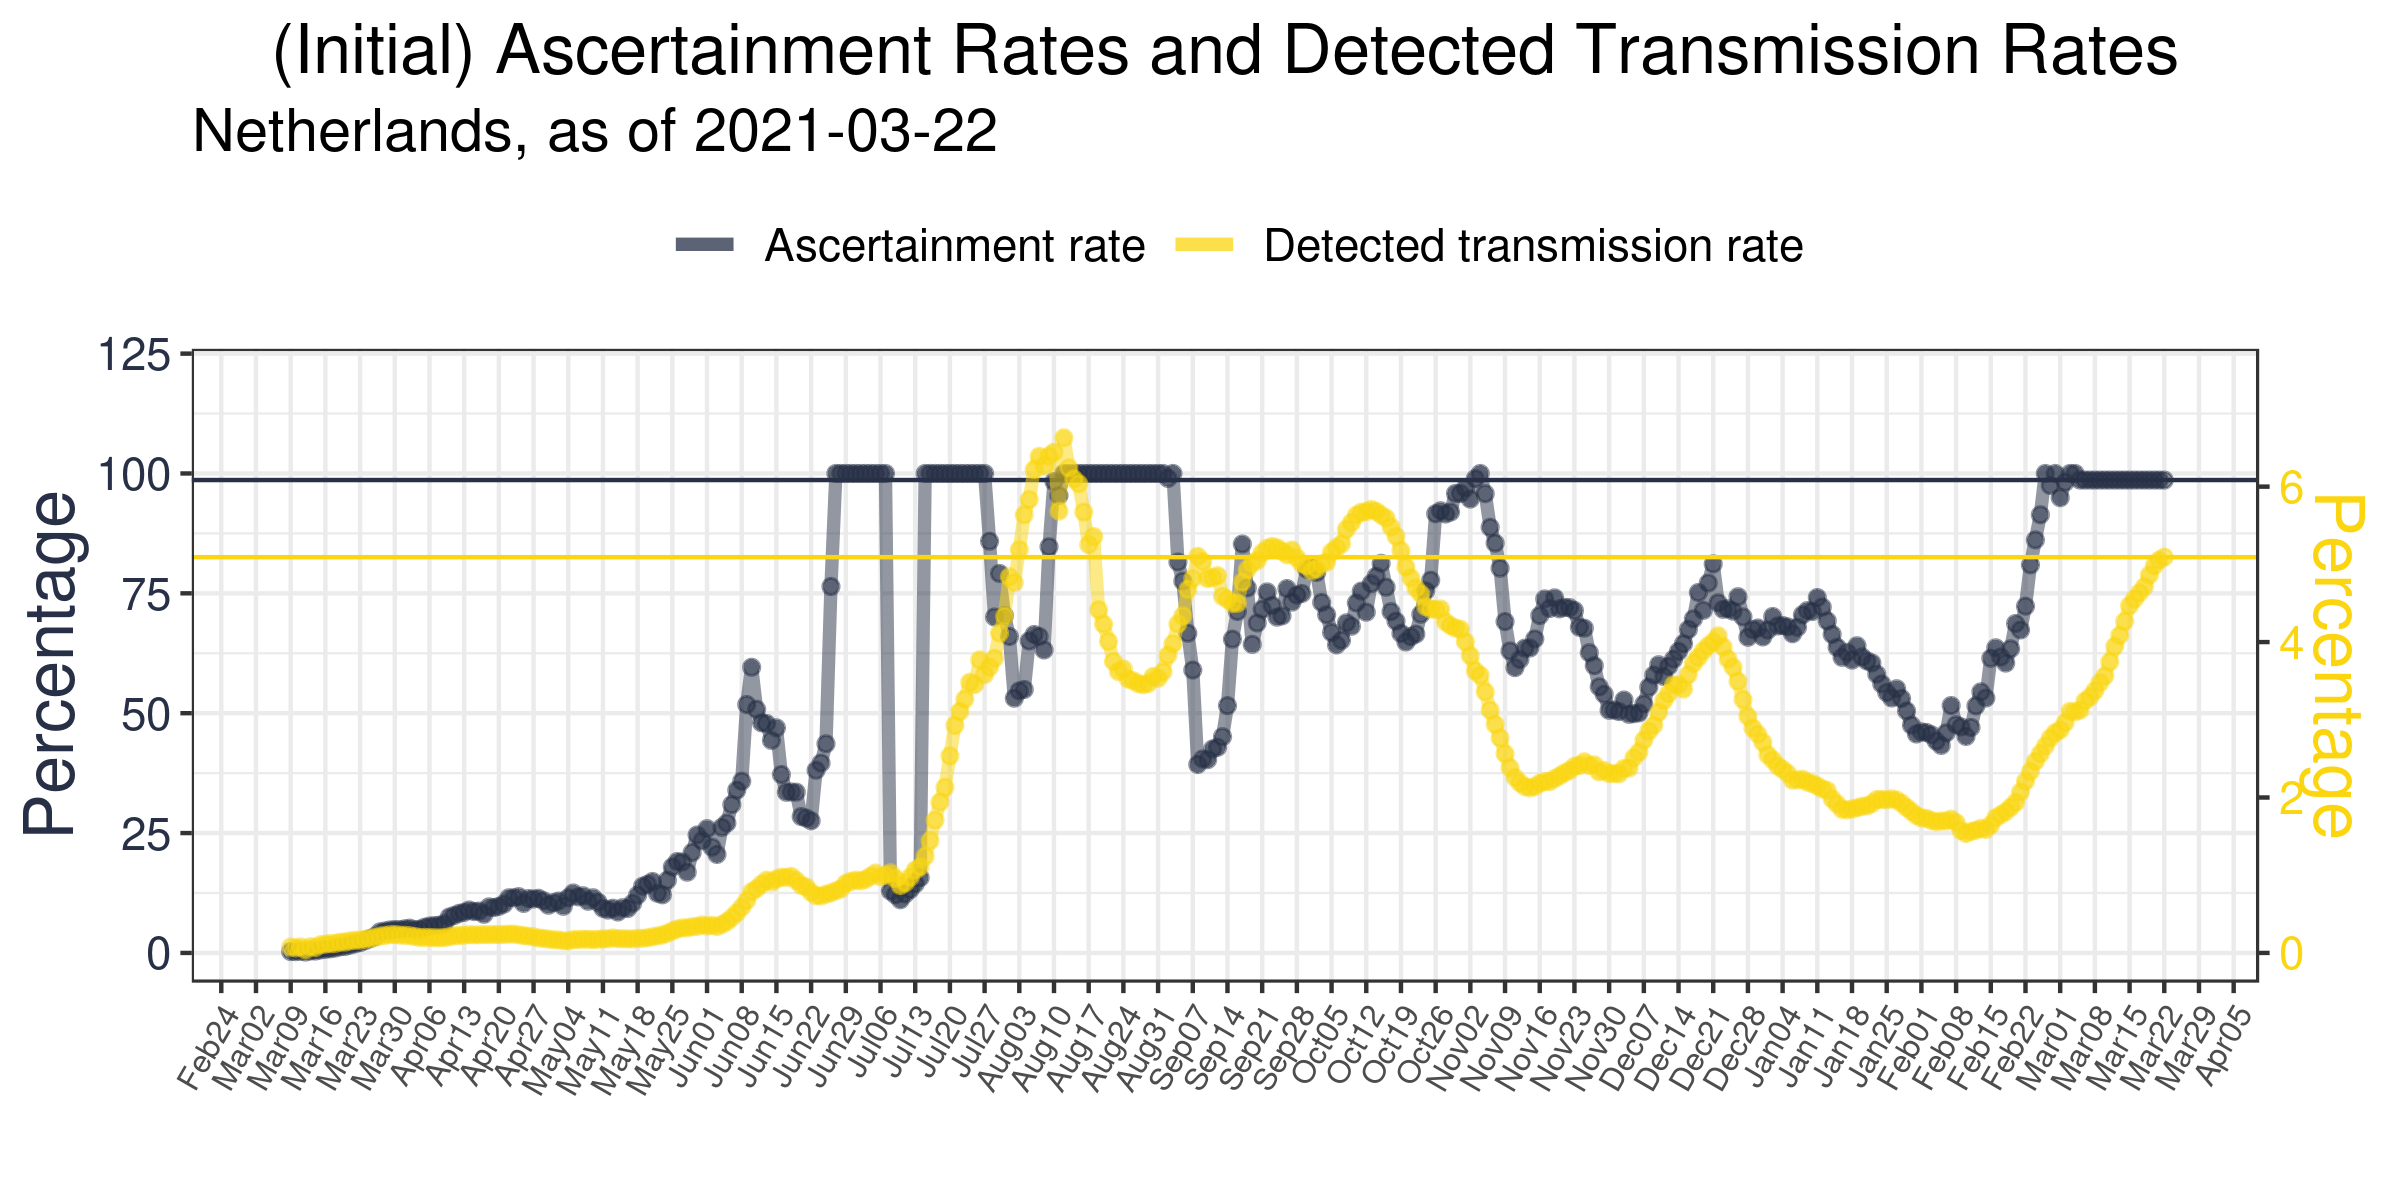 (Initial) Ascertainment Rates and Detected Transmission Rates
Netherlands, as of 2021-03-22
Ascertainment rate
Detected transmission rate
Percentage
125
100
75
50
25
0
6
4
2
0
Percentage
Feb24
Mar02
Mar09
Mar16
Mar23
Mar30
Apr06
Apr13
Apr20
Apr27
May04
May11
May18
May25
Jun01
Jun08
Jun15
Jun22
Jun29
Jul06
Jul13
Jul20
Jul27
Aug03
Aug10
Aug17
Aug24
Aug31
Sep07
Sep14
Sep21
Sep28
Oct05
Oct12
Oct19
Oct26
Nov02
Nov09
Nov16
Nov23
Nov30
Dec07
Dec14
Dec21
Dec28
Jan04
Jan11
Jan18
Jan25
Feb01
Feb08
Feb15
Feb22
Mar01
Mar08
Mar15
Mar22
Mar29
Apr05